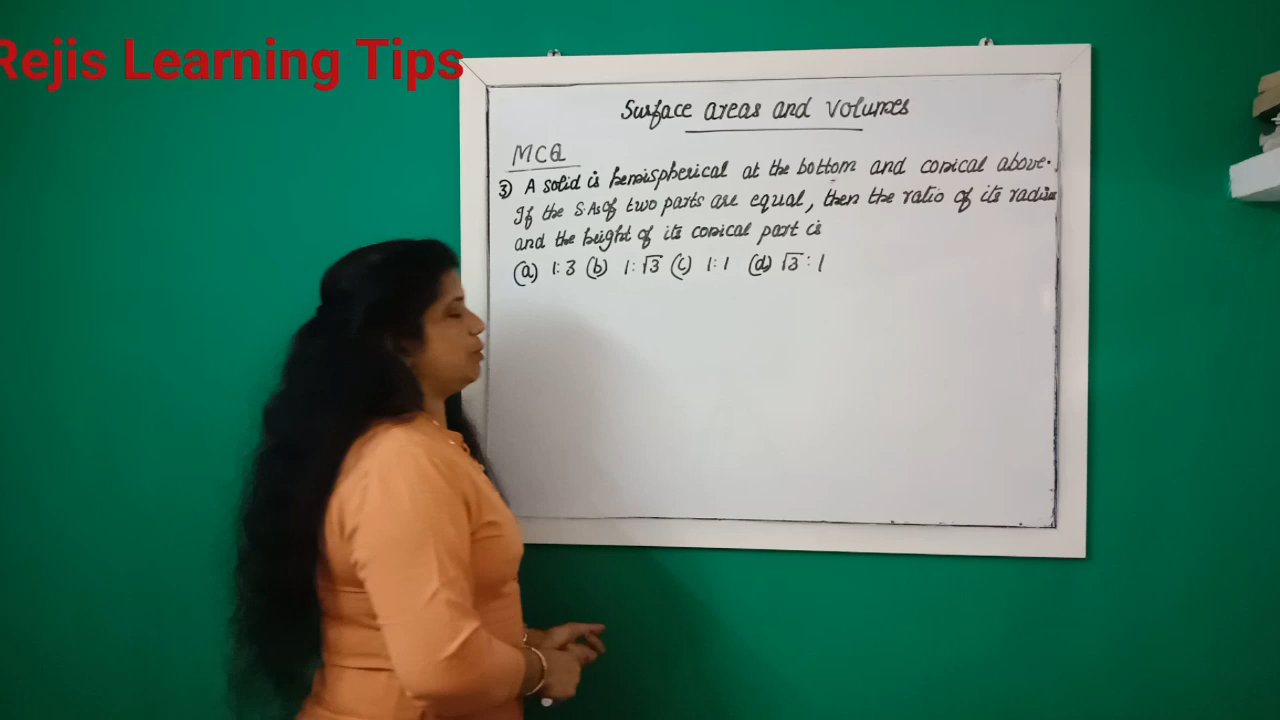 Rejis Learning Tips
Surface areas and volumes
MCQ
③ A solid is hemispherical at the bottom and conical above.
If the S.As of two parts are equal, then the ratio of its radius
and the height of its conical part is
(a) 1:3 (b) 1:√3 (c) 1:1 (d) √3:1